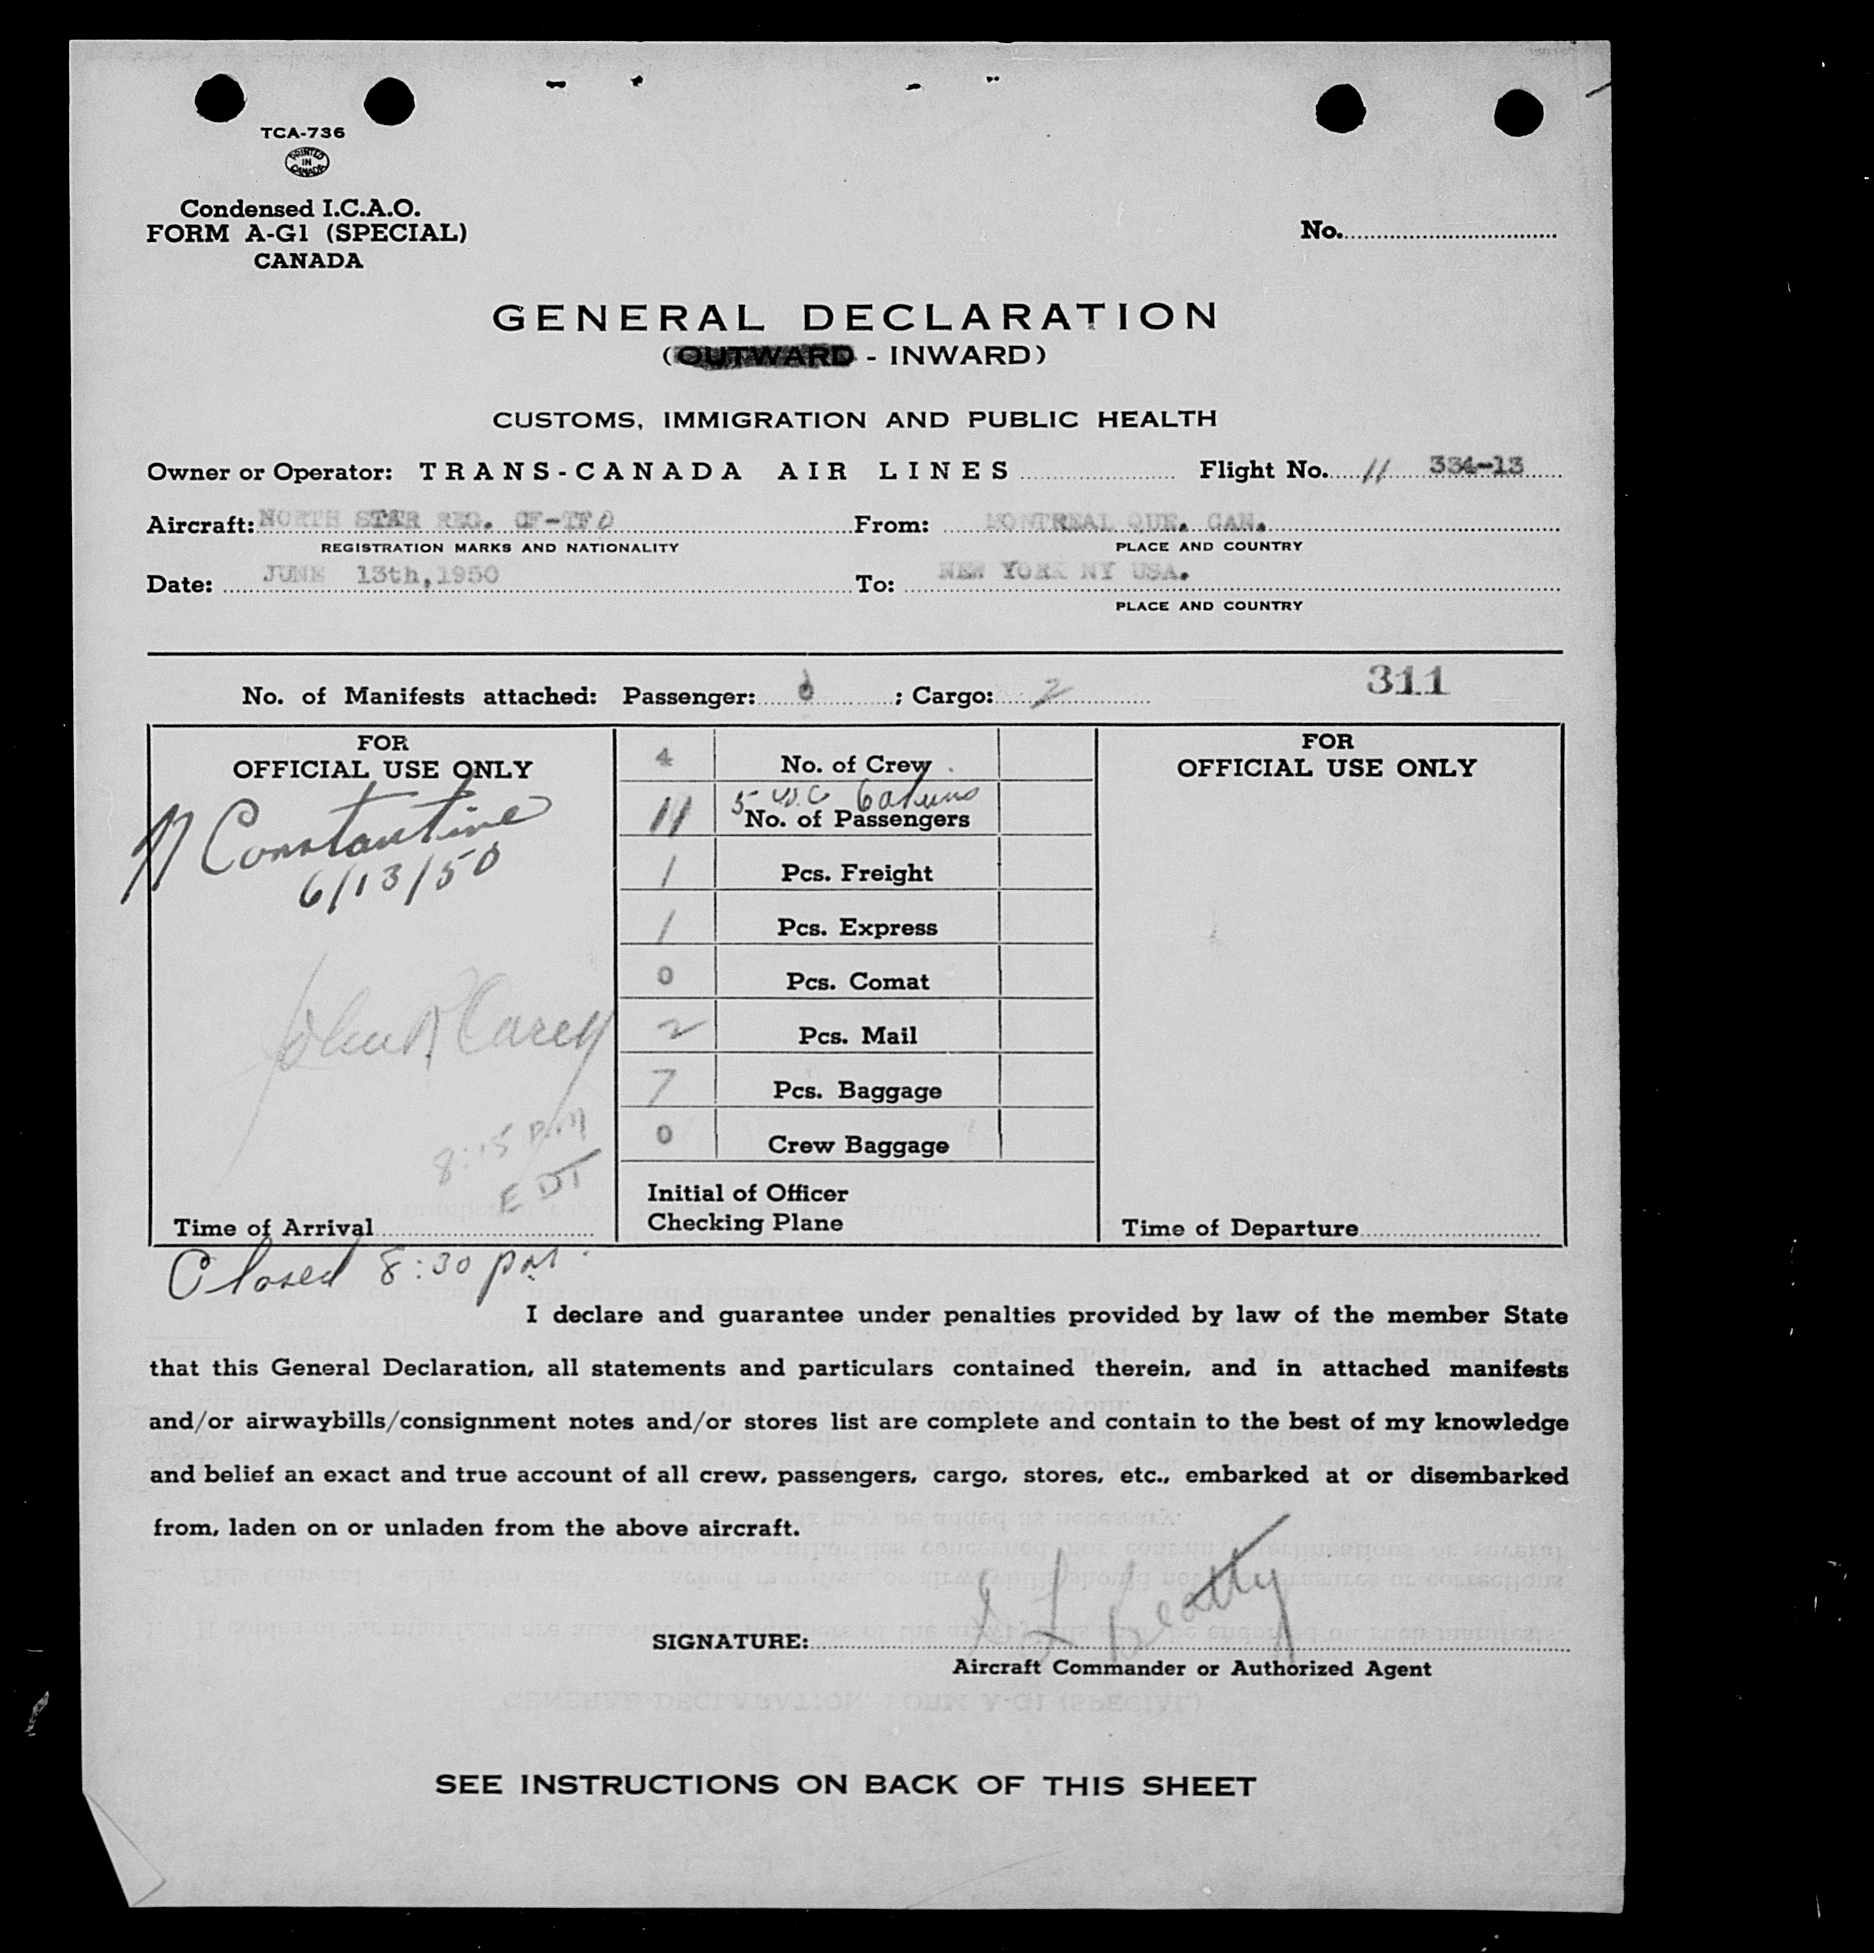 TCA-736
PRINTED
IN
CANADA
Condensed I.C.A.O.
FORM A-G1 (SPECIAL)
CANADA
No.
GENERAL DECLARATION
(OUTWARD - INWARD)
CUSTOMS, IMMIGRATION AND PUBLIC HEALTH
Owner or Operator: TRANS-CANADA AIR LINES Flight No. 11 334-13
Aircraft: NORTH STAR REG. CF-TFO From: MONTREAL QUE. CAN.
REGISTRATION MARKS AND NATIONALITY PLACE AND COUNTRY
Date: JUNE 13th,1950 To: NEW YORK NY USA.
PLACE AND COUNTRY
311
No. of Manifests attached: Passenger: 0 ; Cargo: 2
FOR
OFFICIAL USE ONLY
N Constantine
6/13/50
John R Carey
8:15 PM
EDT
Time of Arrival
4 No. of Crew
5 U.S.C 6 aliens
11 No. of Passengers
1 Pcs. Freight
1 Pcs. Express
0 Pcs. Comat
2 Pcs. Mail
7 Pcs. Baggage
0 Crew Baggage
Initial of Officer
Checking Plane
FOR
OFFICIAL USE ONLY
Time of Departure
Closed 8:30 pm.
I declare and guarantee under penalties provided by law of the member State
that this General Declaration, all statements and particulars contained therein, and in attached manifests
and/or airwaybills/consignment notes and/or stores list are complete and contain to the best of my knowledge
and belief an exact and true account of all crew, passengers, cargo, stores, etc., embarked at or disembarked
from, laden on or unladen from the above aircraft.
SIGNATURE: Beatty
Aircraft Commander or Authorized Agent
SEE INSTRUCTIONS ON BACK OF THIS SHEET